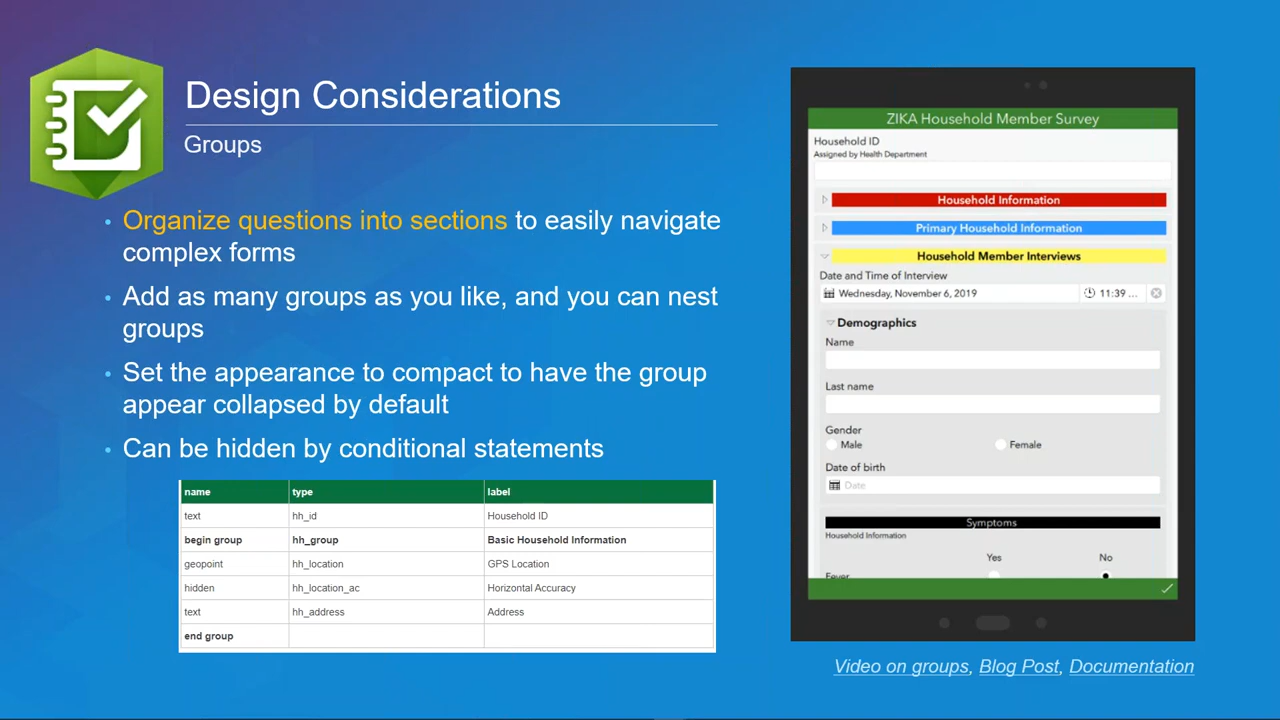 Design Considerations
Groups
Organize questions into sections to easily navigate
complex forms
Add as many groups as you like, and you can nest
groups
Set the appearance to compact to have the group
appear collapsed by default
Can be hidden by conditional statements
name type label
text hh_id Household ID
begin group hh_group Basic Household Information
geopoint hh_location GPS Location
hidden hh_location_ac Horizontal Accuracy
text hh_address Address
end group
ZIKA Household Member Survey
Household ID
Assigned by Health Department
Household Information
Primary Household Information
Household Member Interviews
Date and Time of Interview
Wednesday, November 6, 2019 11:39 ...
Demographics
Name
Last name
Gender
Male Female
Date of birth
Date
Symptoms
Household Information
Yes No
Fever
Video on groups, Blog Post, Documentation